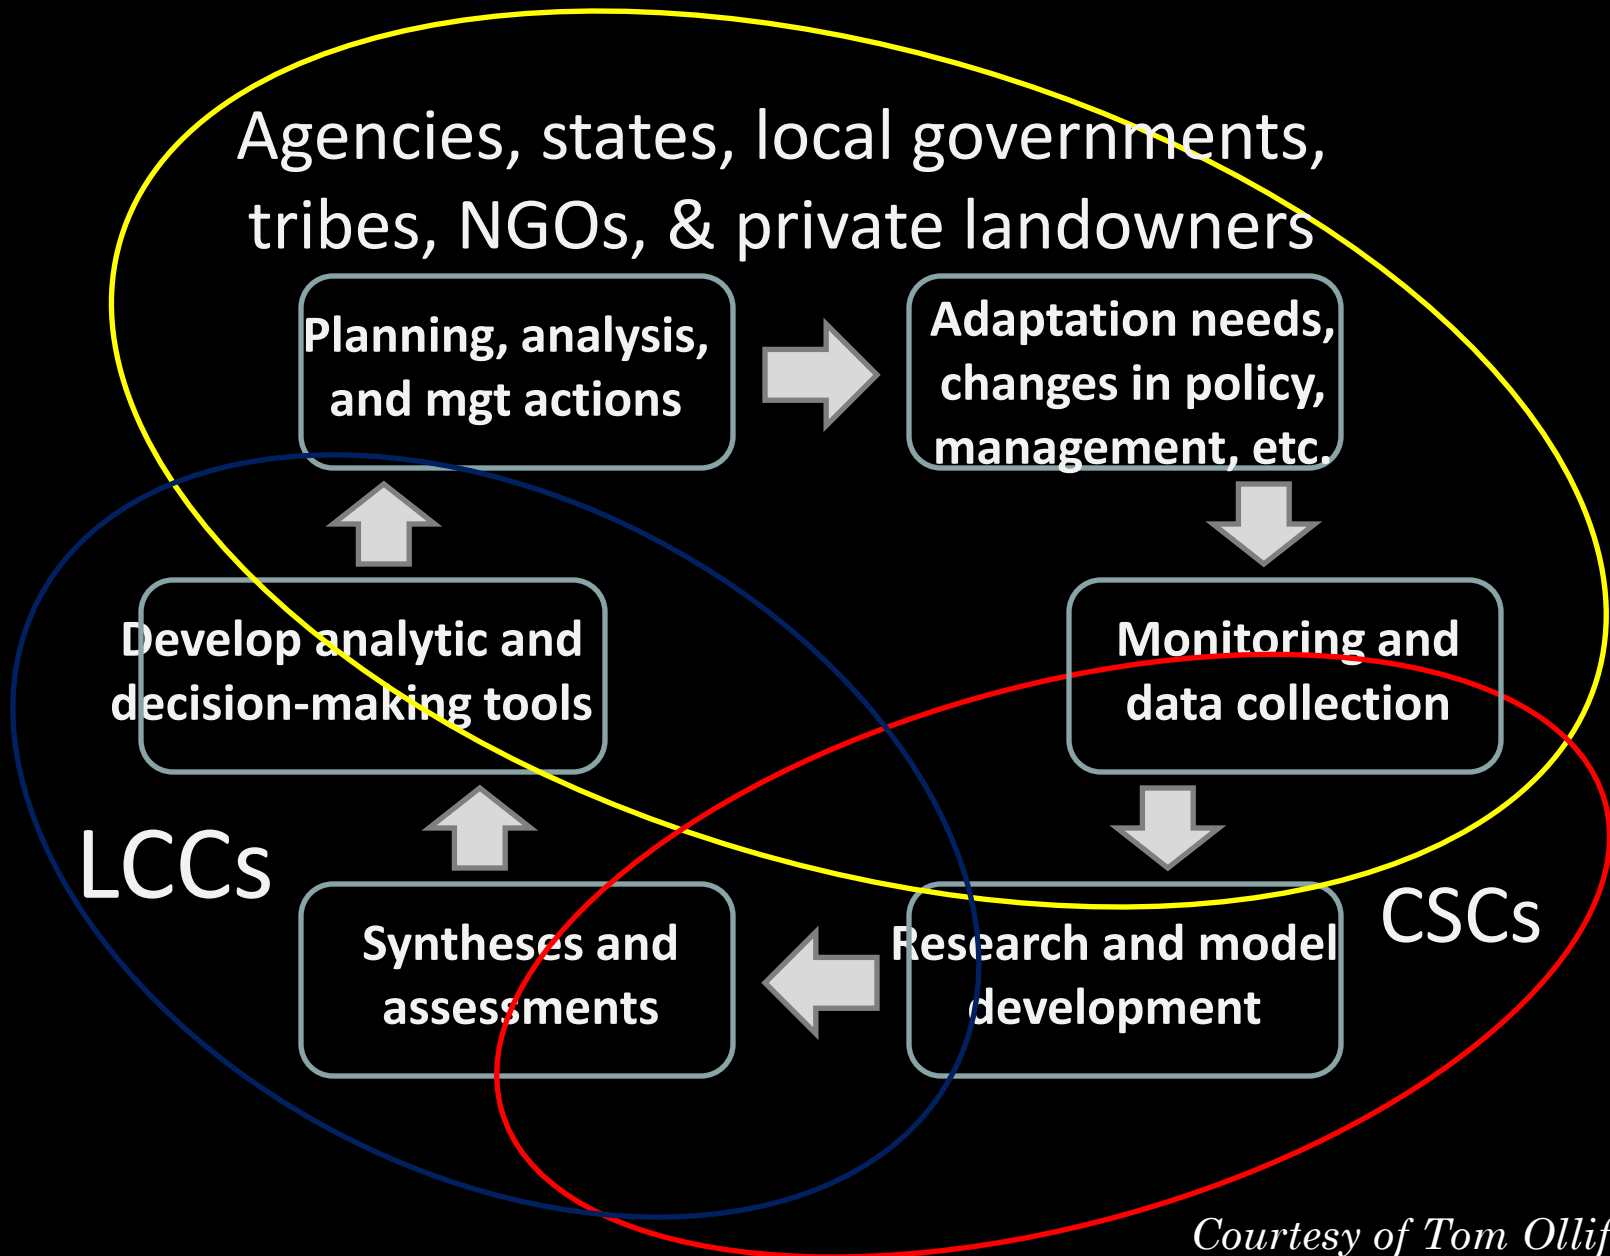 Agencies, states, local governments,
tribes, NGOs, & private landowners
Planning, analysis,
and mgt actions
Adaptation needs,
changes in policy,
management, etc.
Develop analytic and
decision-making tools
Monitoring and
data collection
LCCs
CSCs
Syntheses and
assessments
Research and model
development
Courtesy of Tom Ollif